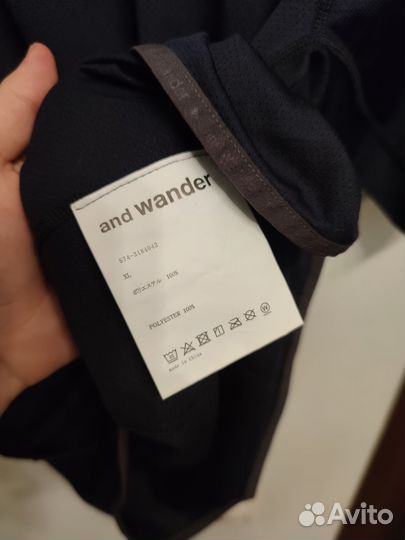 and wander
574-3184042
XL
ポリエステル 100%
POLYESTER 100%
made in China
Avito